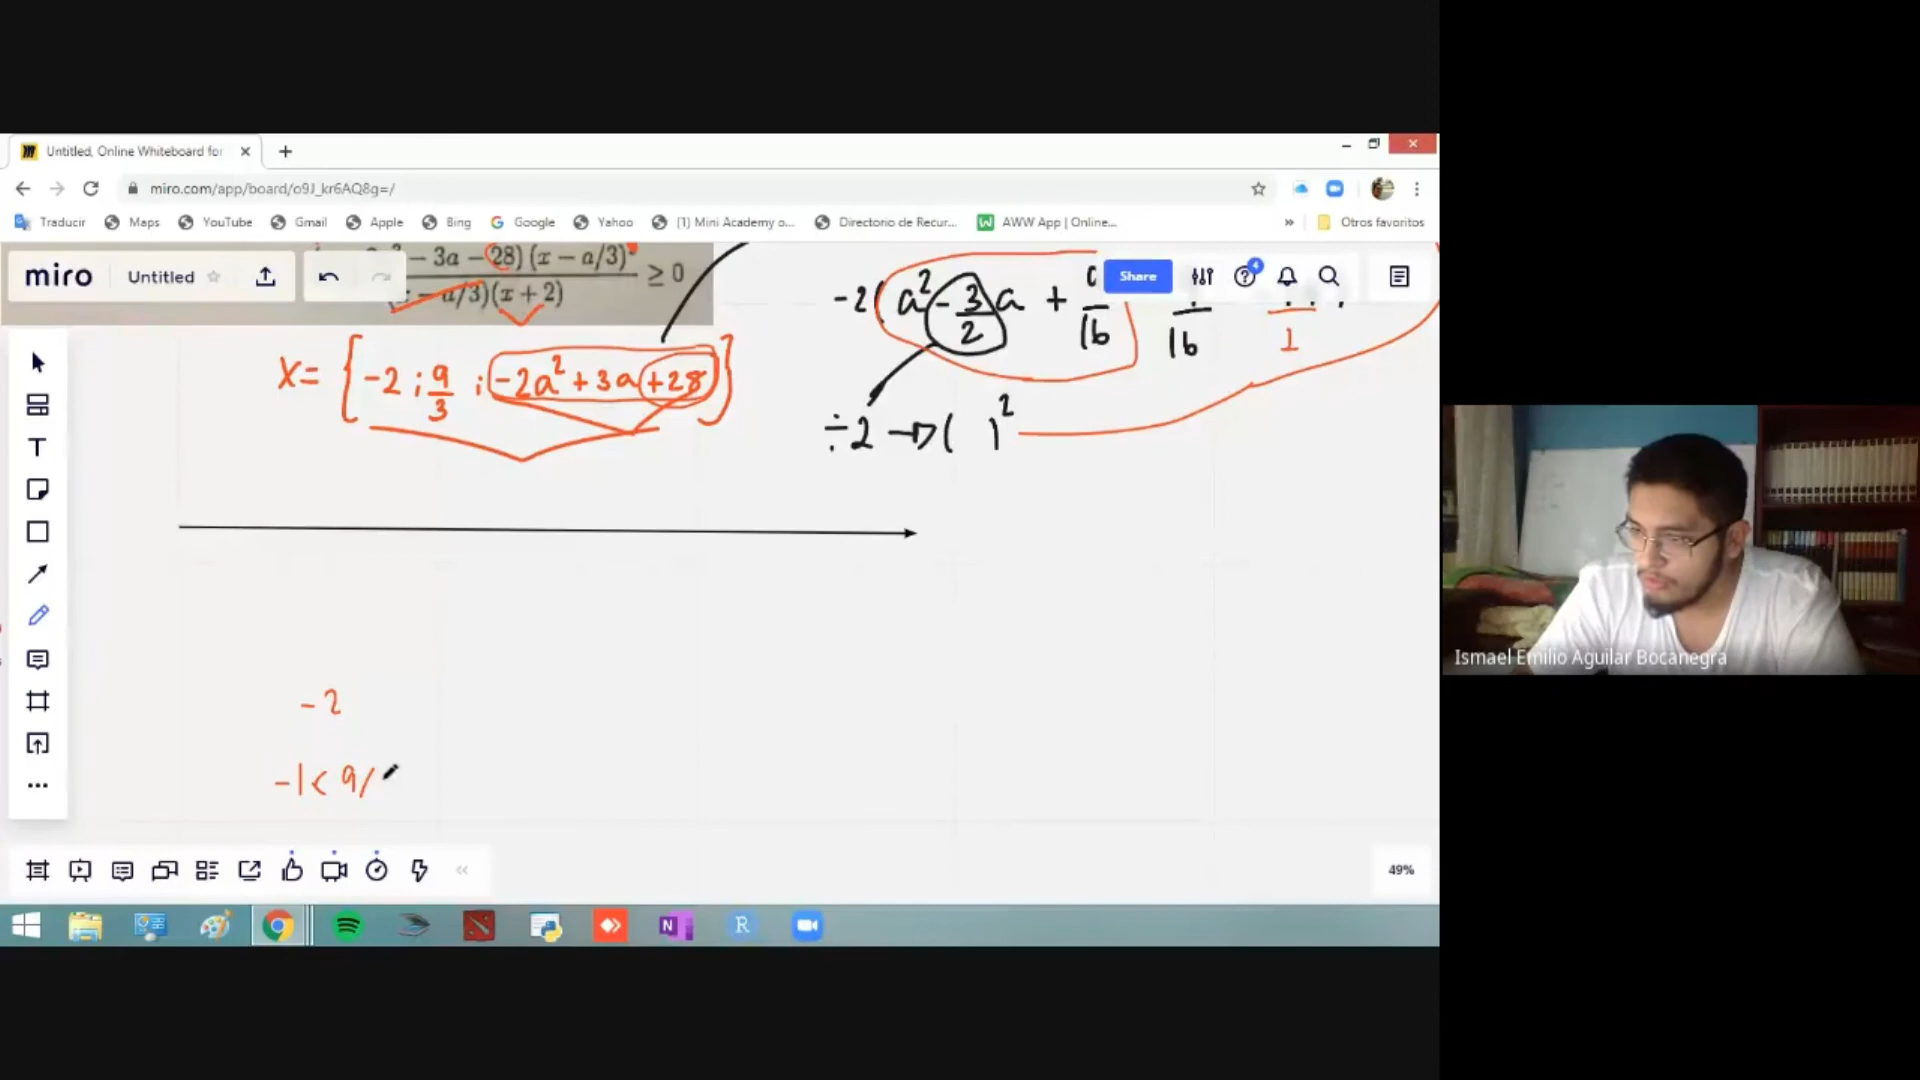 Untitled, Online Whiteboard for
miro.com/app/board/o9J_kr6AQ8g=/
Traducir Maps YouTube Gmail Apple Bing Google Yahoo (1) Mini Academy o... Directorio de Recur... AWW App | Online... » Otros favoritos
miro Untitled
Share
4
− 3a − 28) (x − a/3)
− a/3)(x + 2) ≥ 0
-2(a² - 3/2 a + /16 /16 /1
X= { -2 ; a/3 ; -2a² + 3a +28 }
÷2 → ( )²
-2
-1< a/
49%
Ismael Emilio Aguilar Bocanegra